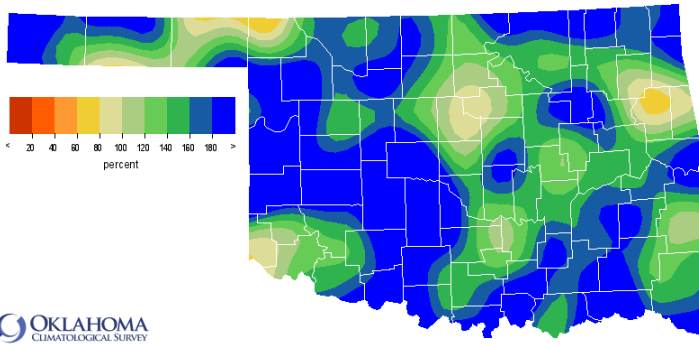 < 20 40 60 80 100 120 140 160 180 >
percent
OKLAHOMA
CLIMATOLOGICAL SURVEY